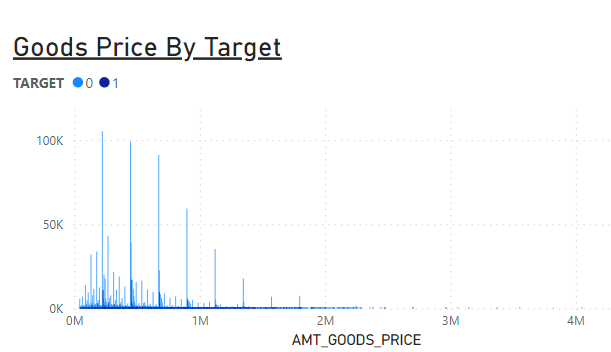 Goods Price By Target
TARGET 0 1
100K
50K
0K
0M 1M 2M 3M 4M
AMT_GOODS_PRICE